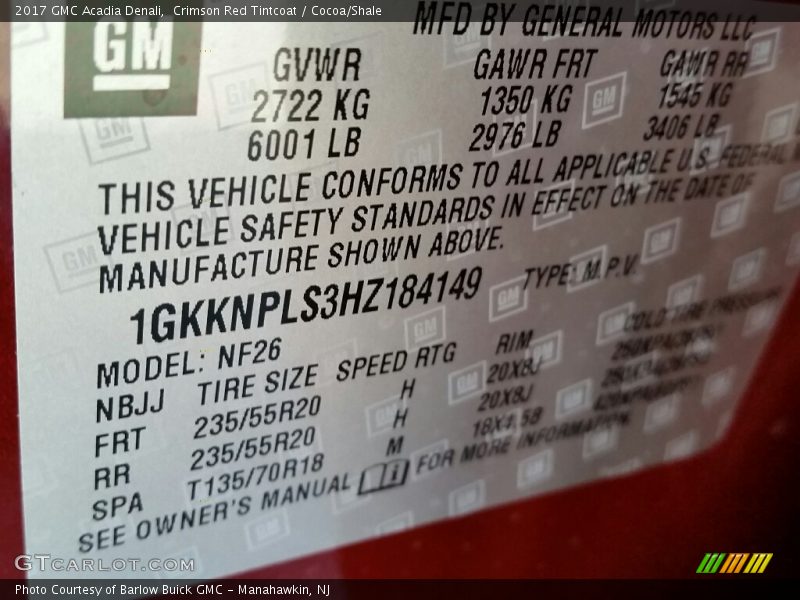 2017 GMC Acadia Denali, Crimson Red Tintcoat / Cocoa/Shale
GM
MFD BY GENERAL MOTORS LLC
GVWR GAWR FRT GAWR RR
2722 KG 1350 KG 1545 KG
6001 LB 2976 LB 3406 LB
THIS VEHICLE CONFORMS TO ALL APPLICABLE U.S. FEDERAL
VEHICLE SAFETY STANDARDS IN EFFECT ON THE DATE OF
MANUFACTURE SHOWN ABOVE.
1GKKNPLS3HZ184149 TYPE: M.P.V.
MODEL: NF26
NBJJ TIRE SIZE SPEED RTG RIM COLD TIRE PRESSURE
FRT 235/55R20 H 20X8J
RR 235/55R20 H 20X8J
SPA T135/70R18 M 18X4.5B
SEE OWNER'S MANUAL FOR MORE INFORMATION
GTCarLot.com
Photo Courtesy of Barlow Buick GMC – Manahawkin, NJ